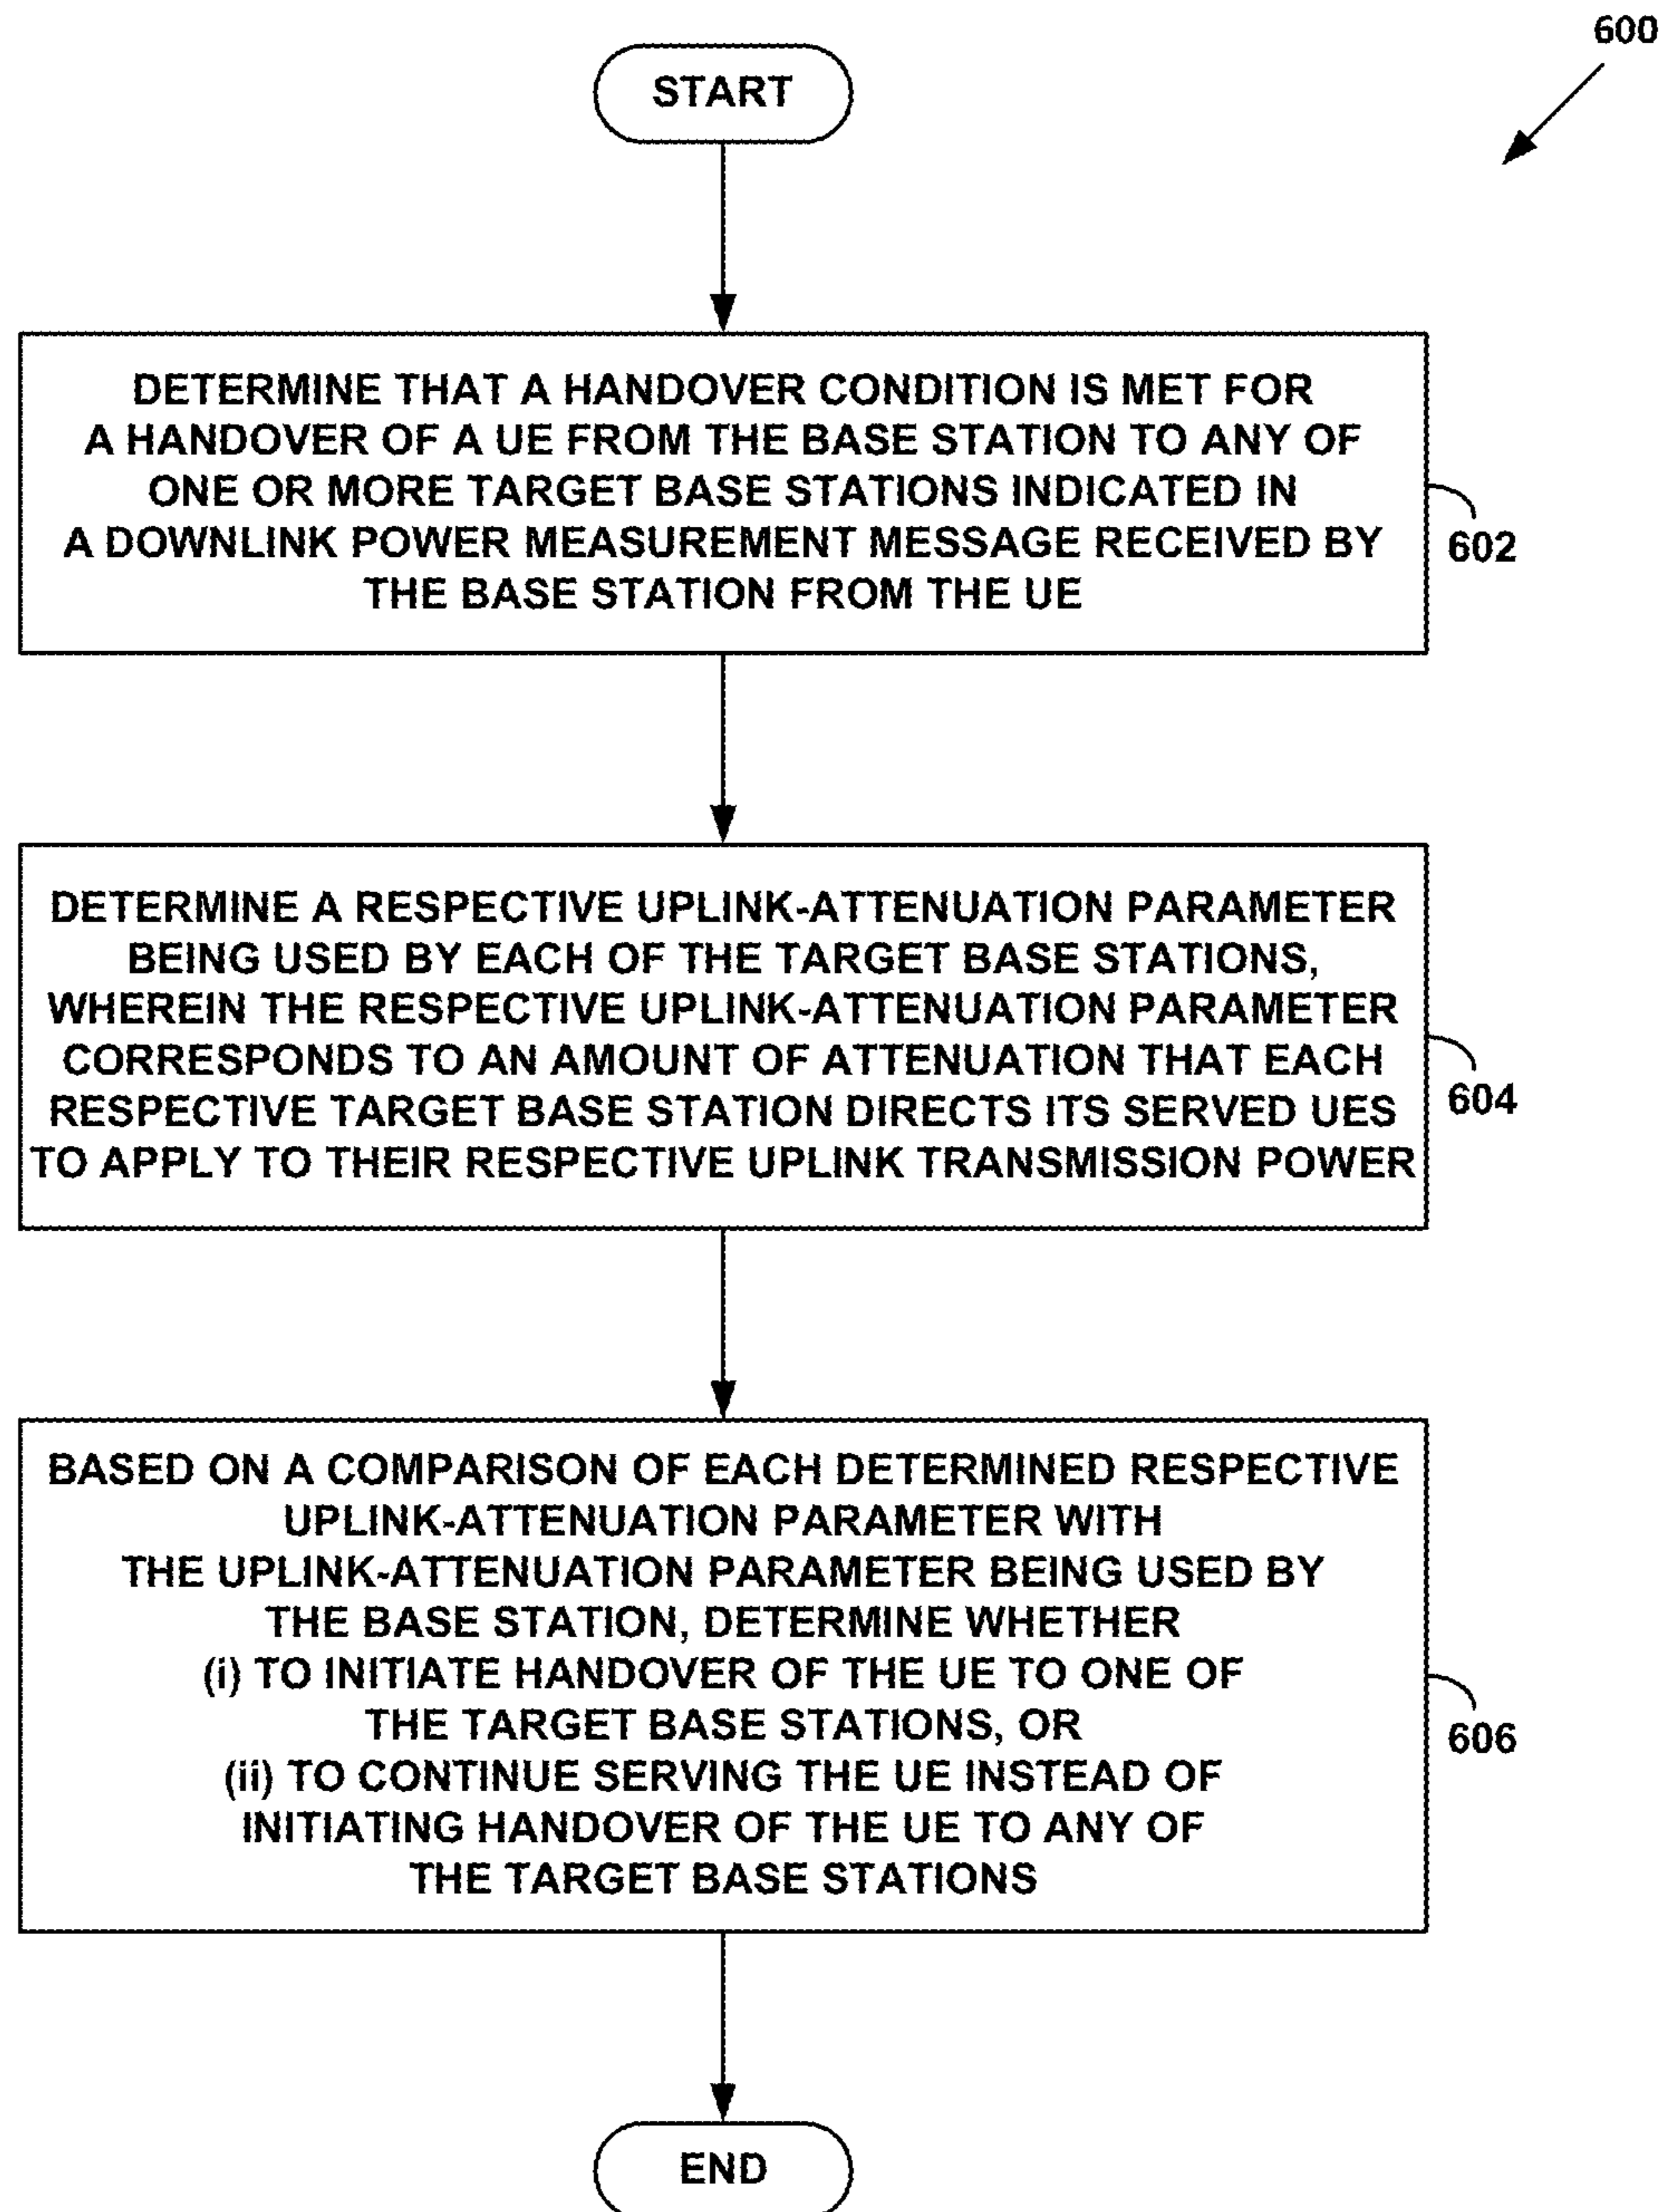 600
START
DETERMINE THAT A HANDOVER CONDITION IS MET FOR
A HANDOVER OF A UE FROM THE BASE STATION TO ANY OF
ONE OR MORE TARGET BASE STATIONS INDICATED IN
A DOWNLINK POWER MEASUREMENT MESSAGE RECEIVED BY
THE BASE STATION FROM THE UE
602
DETERMINE A RESPECTIVE UPLINK-ATTENUATION PARAMETER
BEING USED BY EACH OF THE TARGET BASE STATIONS,
WHEREIN THE RESPECTIVE UPLINK-ATTENUATION PARAMETER
CORRESPONDS TO AN AMOUNT OF ATTENUATION THAT EACH
RESPECTIVE TARGET BASE STATION DIRECTS ITS SERVED UES
TO APPLY TO THEIR RESPECTIVE UPLINK TRANSMISSION POWER
604
BASED ON A COMPARISON OF EACH DETERMINED RESPECTIVE
UPLINK-ATTENUATION PARAMETER WITH
THE UPLINK-ATTENUATION PARAMETER BEING USED BY
THE BASE STATION, DETERMINE WHETHER
(i) TO INITIATE HANDOVER OF THE UE TO ONE OF
THE TARGET BASE STATIONS, OR
(ii) TO CONTINUE SERVING THE UE INSTEAD OF
INITIATING HANDOVER OF THE UE TO ANY OF
THE TARGET BASE STATIONS
606
END